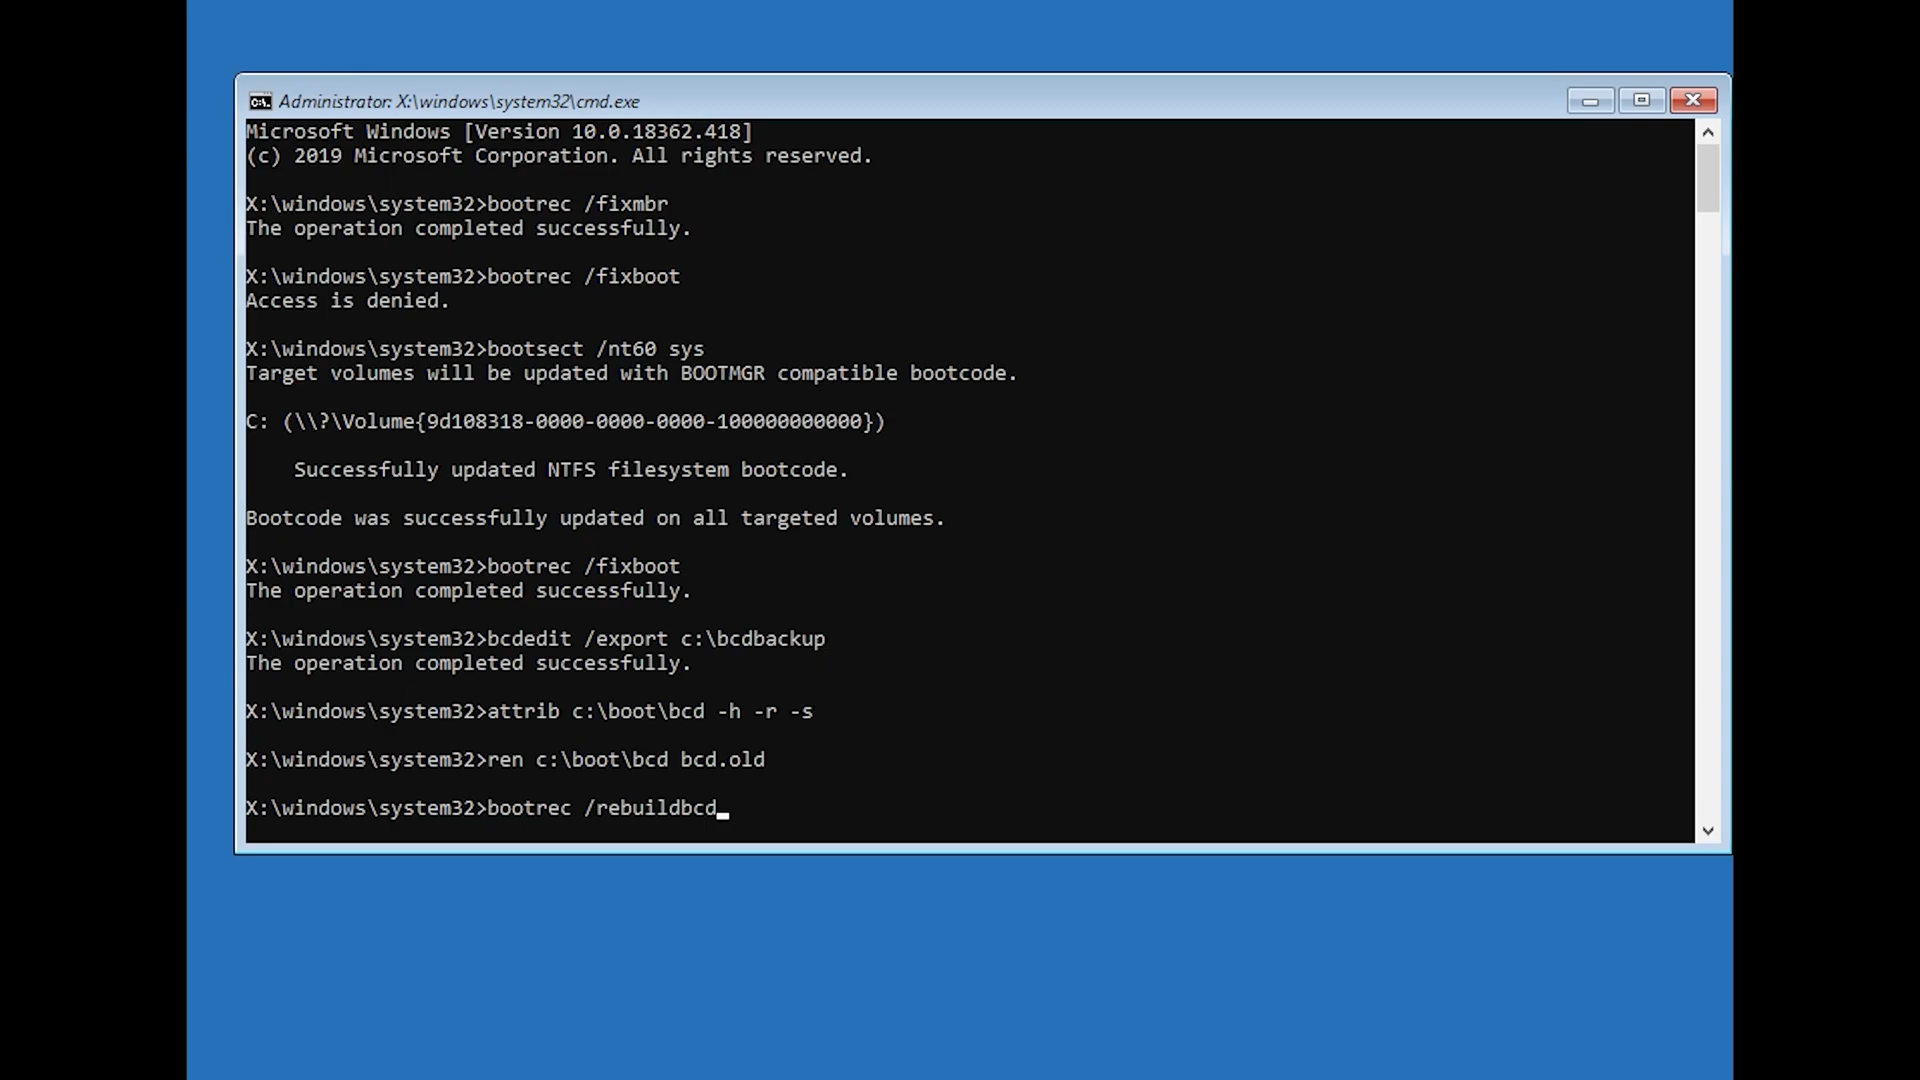 Administrator: X:\windows\system32\cmd.exe
Microsoft Windows [Version 10.0.18362.418]
(c) 2019 Microsoft Corporation. All rights reserved.
X:\windows\system32>bootrec /fixmbr
The operation completed successfully.
X:\windows\system32>bootrec /fixboot
Access is denied.
X:\windows\system32>bootsect /nt60 sys
Target volumes will be updated with BOOTMGR compatible bootcode.
C: (\\?\Volume{9d108318-0000-0000-0000-100000000000})
Successfully updated NTFS filesystem bootcode.
Bootcode was successfully updated on all targeted volumes.
X:\windows\system32>bootrec /fixboot
The operation completed successfully.
X:\windows\system32>bcdedit /export c:\bcdbackup
The operation completed successfully.
X:\windows\system32>attrib c:\boot\bcd -h -r -s
X:\windows\system32>ren c:\boot\bcd bcd.old
X:\windows\system32>bootrec /rebuildbcd